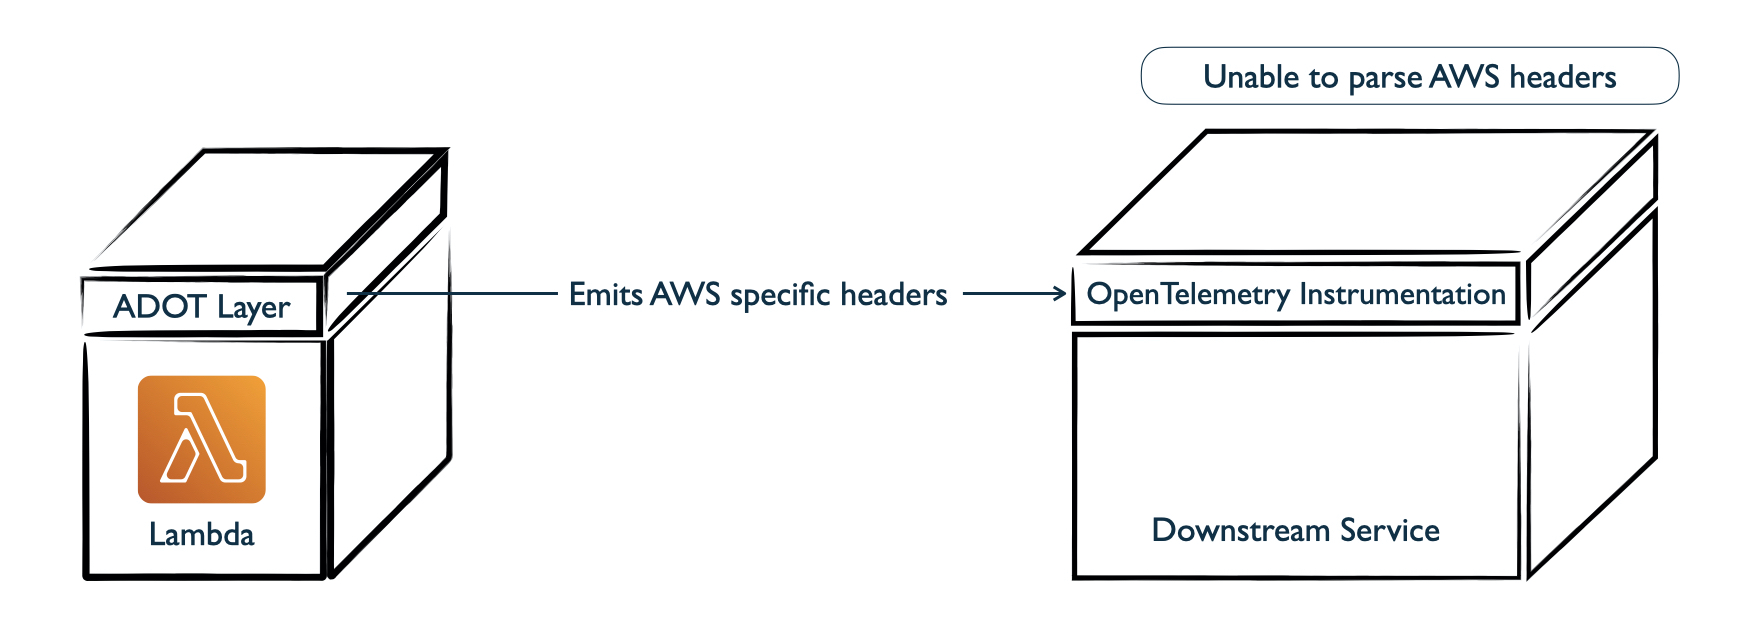 Unable to parse AWS headers
ADOT Layer
Emits AWS specific headers
OpenTelemetry Instrumentation
Lambda
Downstream Service